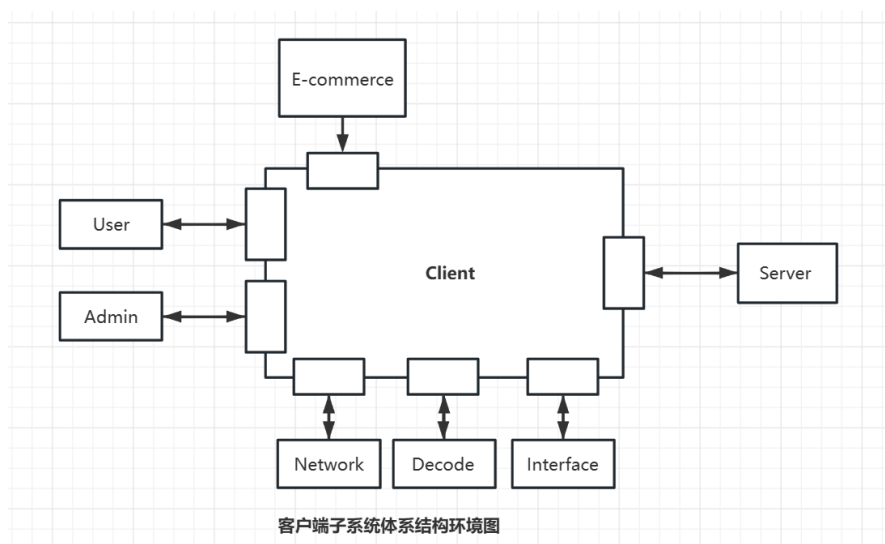 E-commerce
User
Client
Server
Admin
Network
Decode
Interface
客户端子系统体系结构环境图